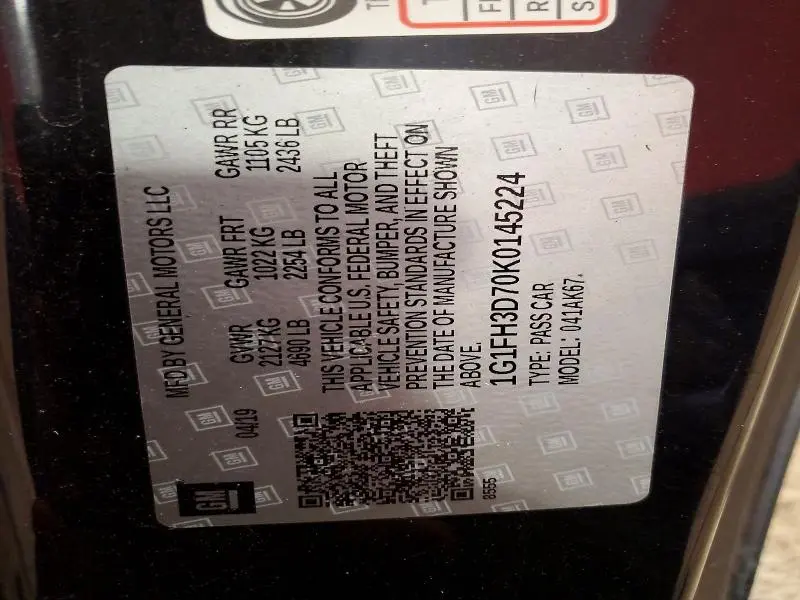 GM
MFD BY GENERAL MOTORS LLC
04/19
GVWR GAWR FRT GAWR RR
2127 KG 1022 KG 1105 KG
4690 LB 2254 LB 2436 LB
THIS VEHICLE CONFORMS TO ALL
APPLICABLE U.S. FEDERAL MOTOR
VEHICLE SAFETY, BUMPER, AND THEFT
PREVENTION STANDARDS IN EFFECT ON
THE DATE OF MANUFACTURE SHOWN
ABOVE.
1G1FH3D70K0145224
TYPE: PASS CAR
MODEL: 041AK67
8555